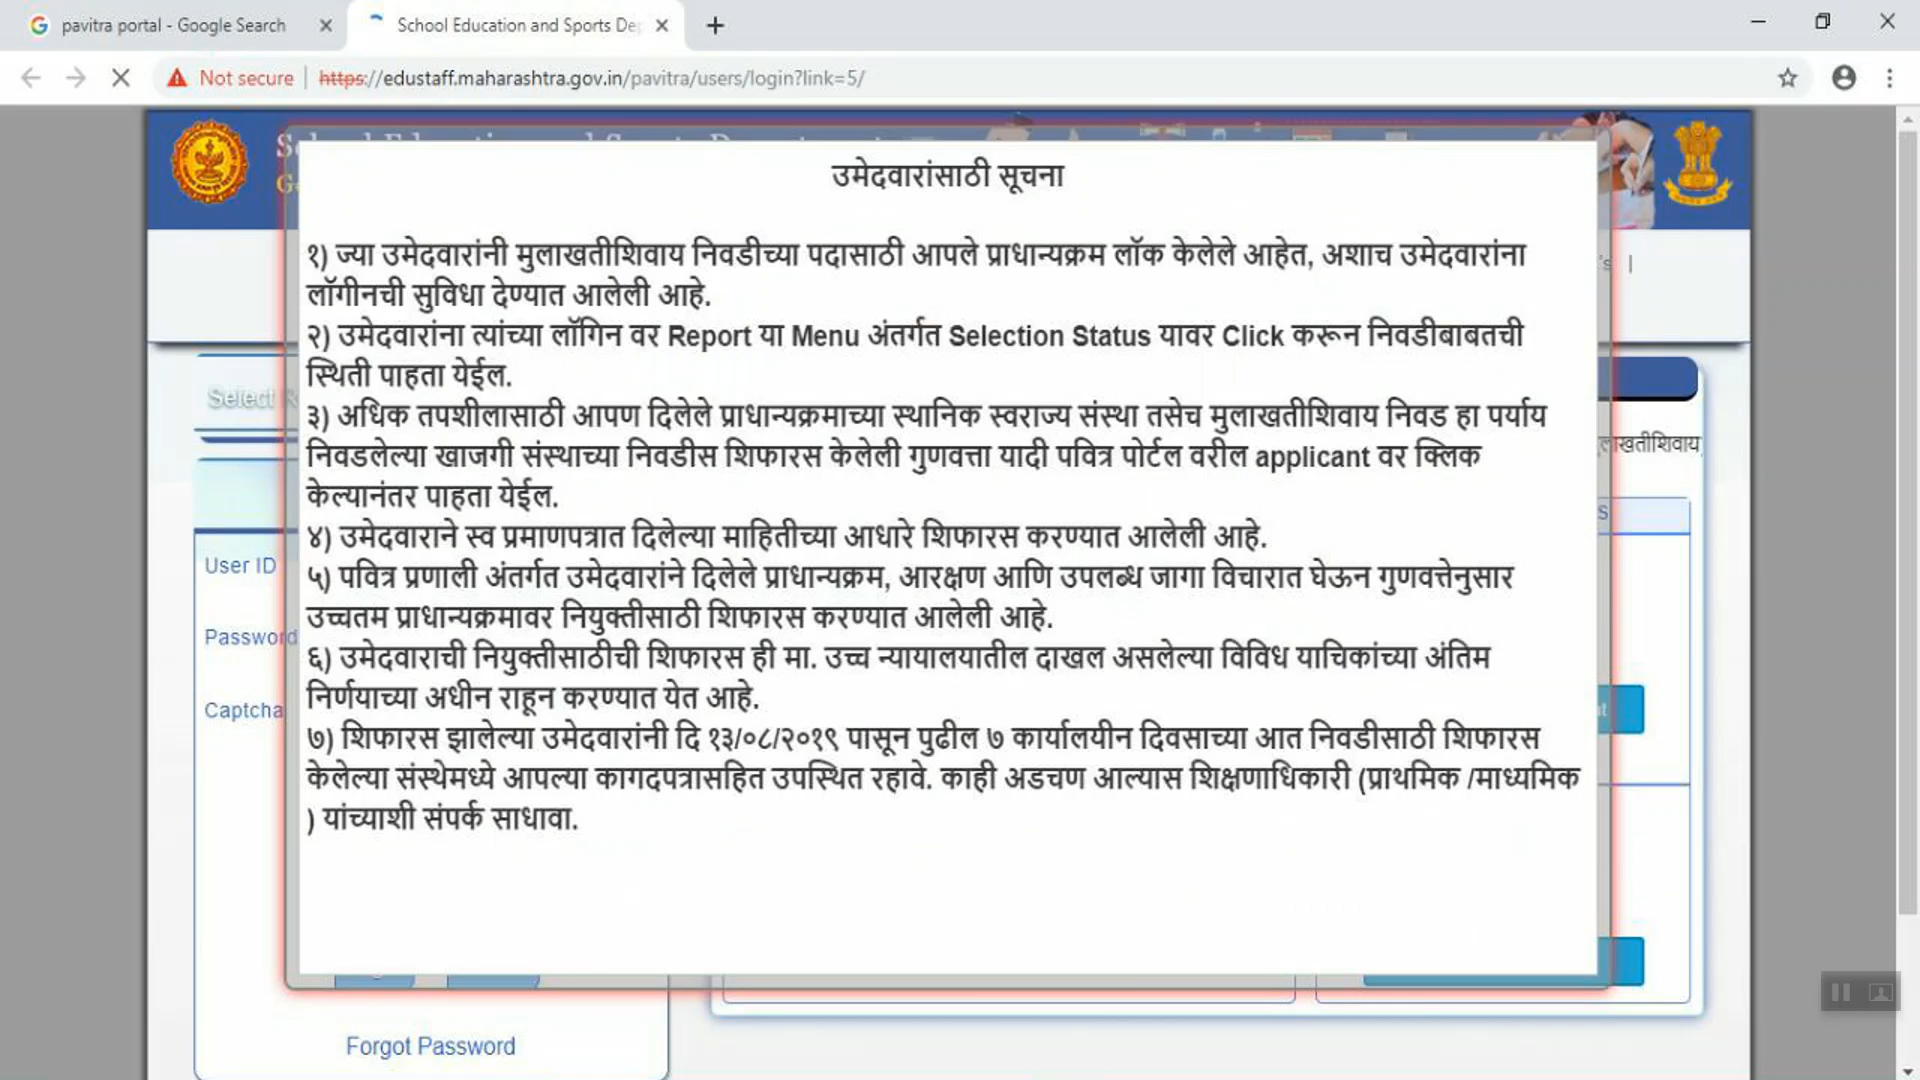 pavitra portal - Google Search
School Education and Sports De
Not secure
https://edustaff.maharashtra.gov.in/pavitra/users/login?link=5/
उमेदवारांसाठी सूचना
१) ज्या उमेदवारांनी मुलाखतीशिवाय निवडीच्या पदासाठी आपले प्राधान्यक्रम लॉक केलेले आहेत, अशाच उमेदवारांना
लॉगीनची सुविधा देण्यात आलेली आहे.
२) उमेदवारांना त्यांच्या लॉगिन वर Report या Menu अंतर्गत Selection Status यावर Click करून निवडीबाबतची
स्थिती पाहता येईल.
३) अधिक तपशीलासाठी आपण दिलेले प्राधान्यक्रमाच्या स्थानिक स्वराज्य संस्था तसेच मुलाखतीशिवाय निवड हा पर्याय
निवडलेल्या खाजगी संस्थाच्या निवडीस शिफारस केलेली गुणवत्ता यादी पवित्र पोर्टल वरील applicant वर क्लिक
केल्यानंतर पाहता येईल.
४) उमेदवाराने स्व प्रमाणपत्रात दिलेल्या माहितीच्या आधारे शिफारस करण्यात आलेली आहे.
५) पवित्र प्रणाली अंतर्गत उमेदवारांने दिलेले प्राधान्यक्रम, आरक्षण आणि उपलब्ध जागा विचारात घेऊन गुणवत्तेनुसार
उच्चतम प्राधान्यक्रमावर नियुक्तीसाठी शिफारस करण्यात आलेली आहे.
६) उमेदवाराची नियुक्तीसाठीची शिफारस ही मा. उच्च न्यायालयातील दाखल असलेल्या विविध याचिकांच्या अंतिम
निर्णयाच्या अधीन राहून करण्यात येत आहे.
७) शिफारस झालेल्या उमेदवारांनी दि १३/०८/२०१९ पासून पुढील ७ कार्यालयीन दिवसाच्या आत निवडीसाठी शिफारस
केलेल्या संस्थेमध्ये आपल्या कागदपत्रासहित उपस्थित रहावे. काही अडचण आल्यास शिक्षणाधिकारी (प्राथमिक /माध्यमिक
) यांच्याशी संपर्क साधावा.
Select
User ID
Password
Captcha
Forgot Password